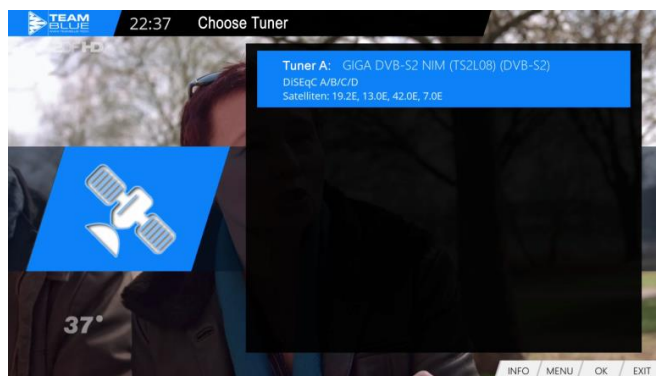 TEAM
BLUE
22:37 Choose Tuner
HD
Tuner A: GIGA DVB-S2 NIM (TS2L08) (DVB-S2)
DiSEqC A/B/C/D
Satelliten: 19.2E, 13.0E, 42.0E, 7.0E
37°
INFO MENU OK EXIT